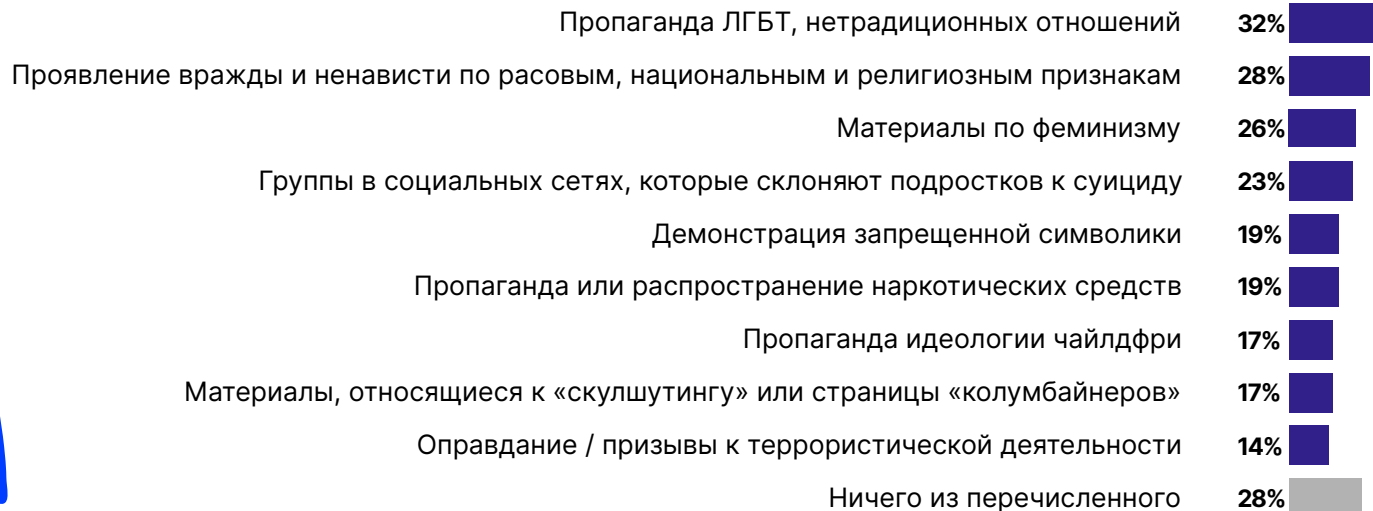 Пропаганда ЛГБТ, нетрадиционных отношений 32%
Проявление вражды и ненависти по расовым, национальным и религиозным признакам 28%
Материалы по феминизму 26%
Группы в социальных сетях, которые склоняют подростков к суициду 23%
Демонстрация запрещенной символики 19%
Пропаганда или распространение наркотических средств 19%
Пропаганда идеологии чайлдфри 17%
Материалы, относящиеся к «скулшутингу» или страницы «колумбайнеров» 17%
Оправдание / призывы к террористической деятельности 14%
Ничего из перечисленного 28%